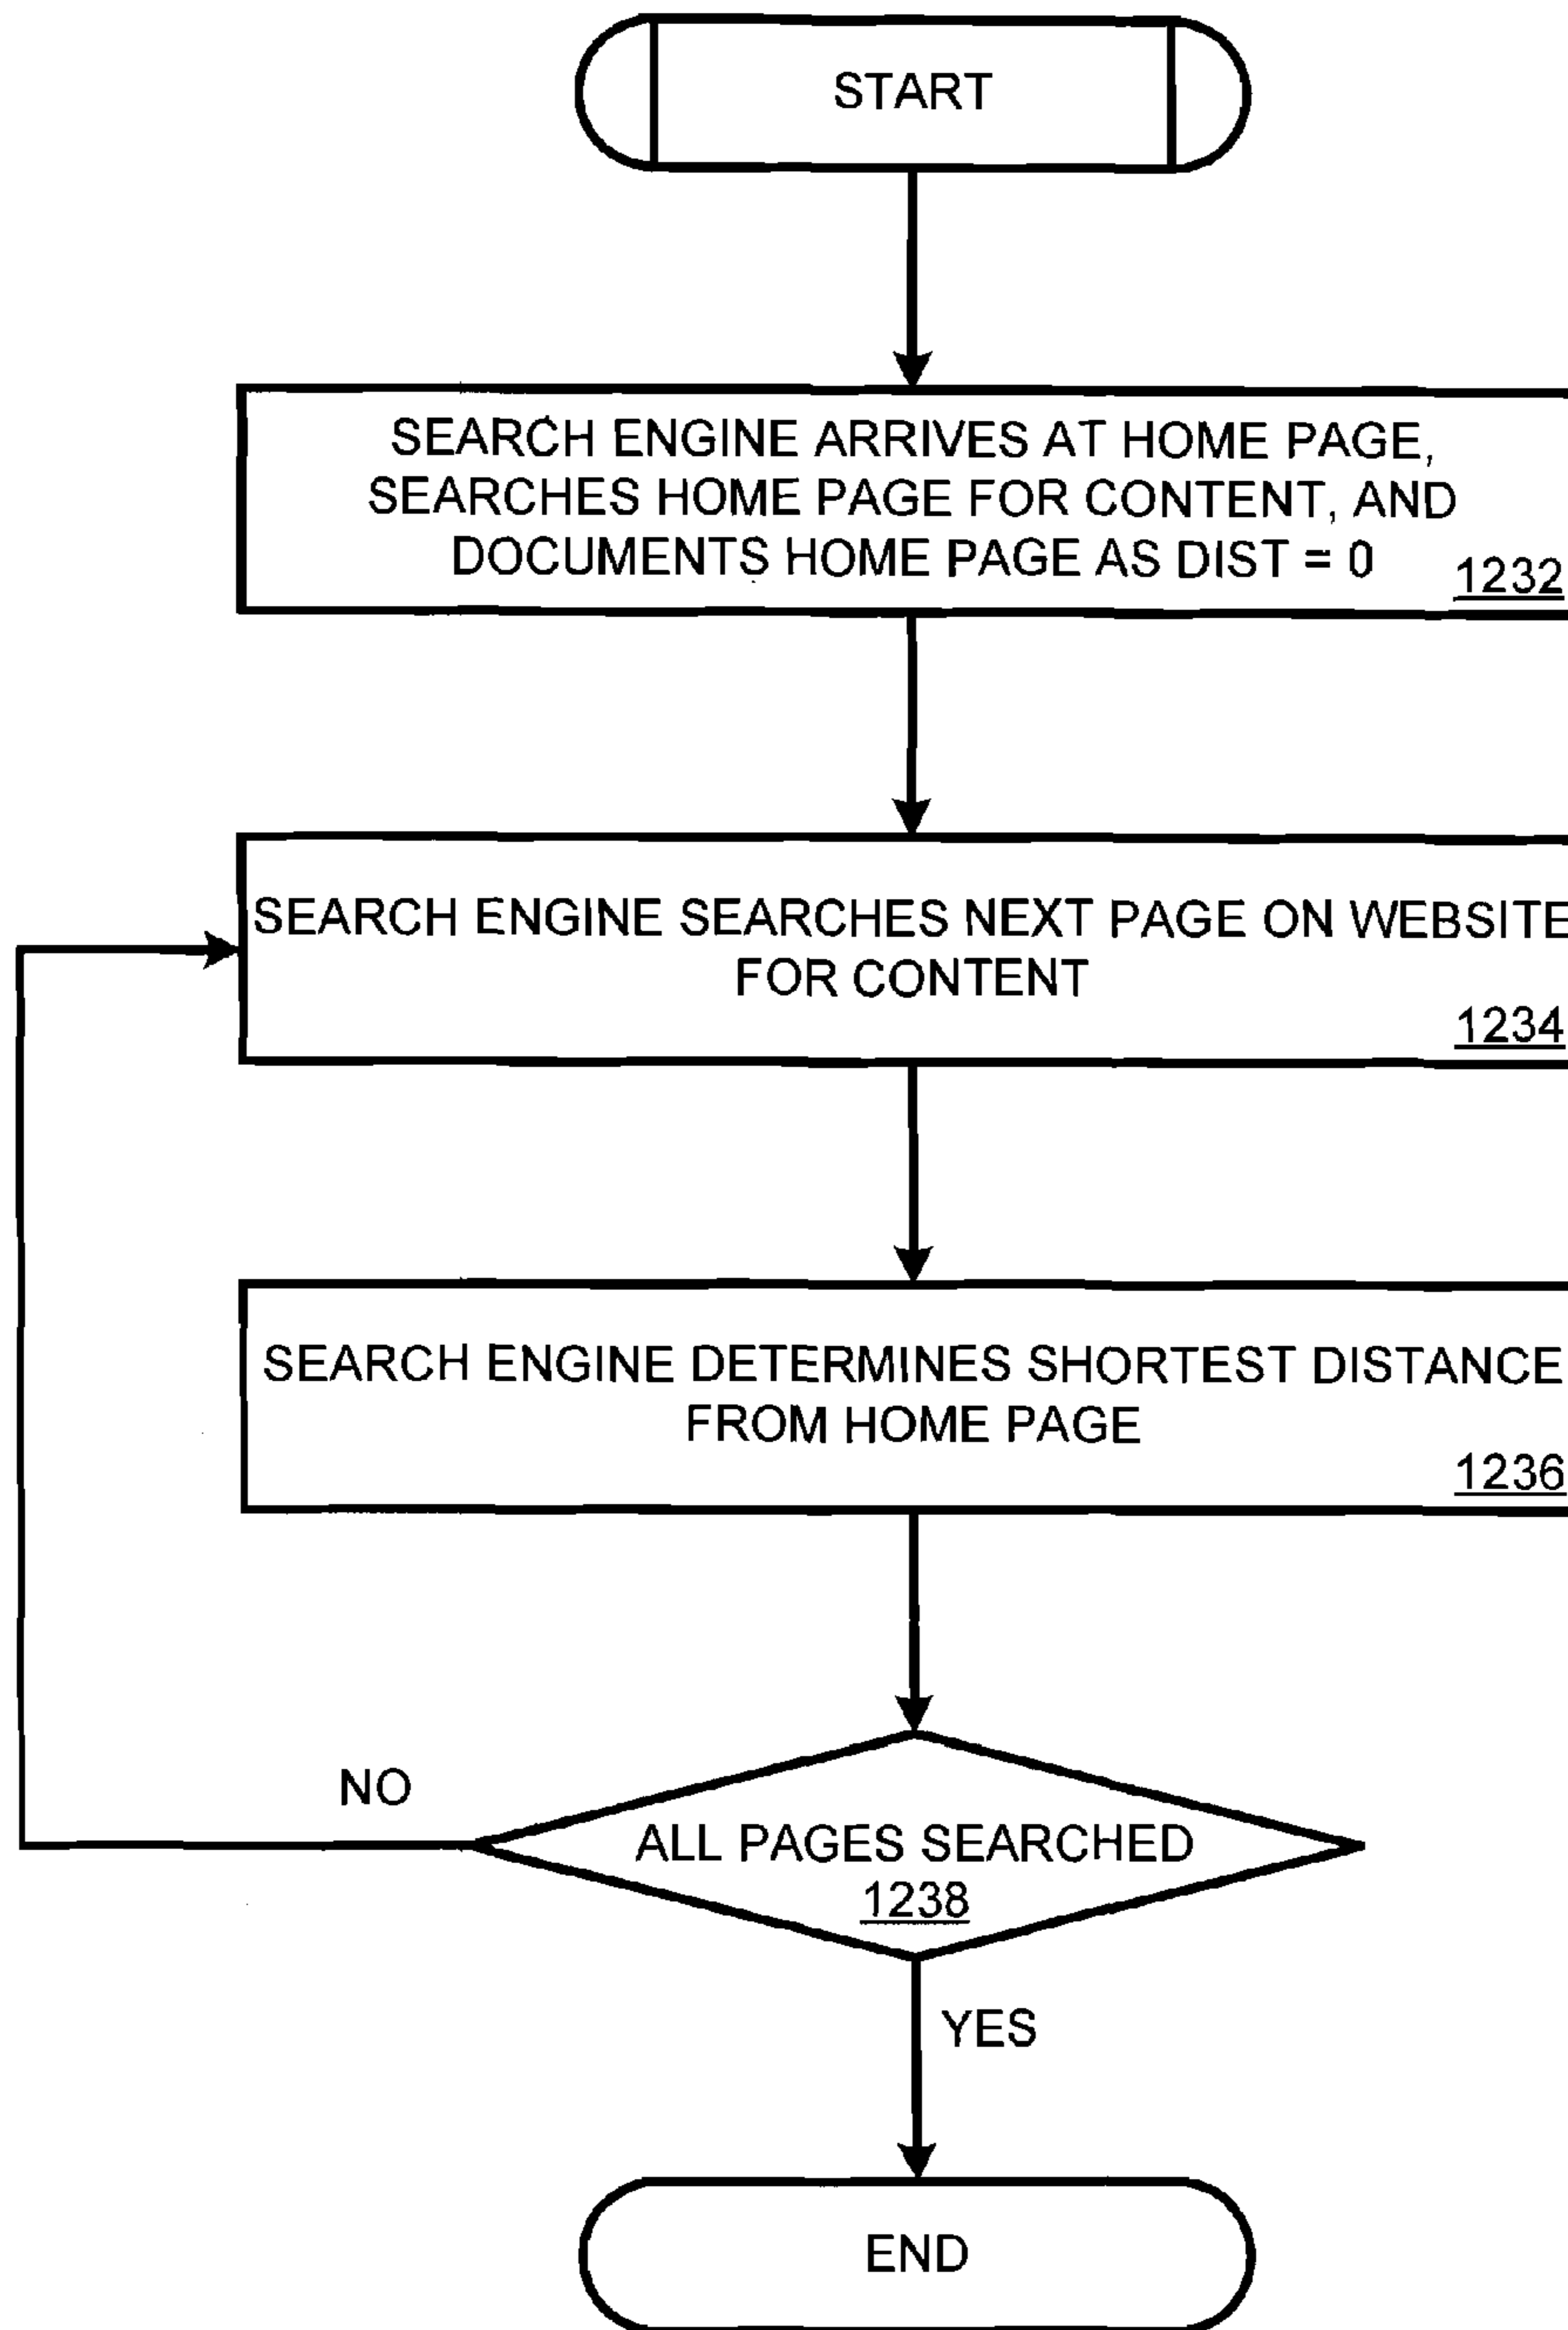 START
SEARCH ENGINE ARRIVES AT HOME PAGE,
SEARCHES HOME PAGE FOR CONTENT, AND
DOCUMENTS HOME PAGE AS DIST = 0
1232
SEARCH ENGINE SEARCHES NEXT PAGE ON WEBSITE
FOR CONTENT
1234
SEARCH ENGINE DETERMINES SHORTEST DISTANCE
FROM HOME PAGE
1236
NO
ALL PAGES SEARCHED
1238
YES
END